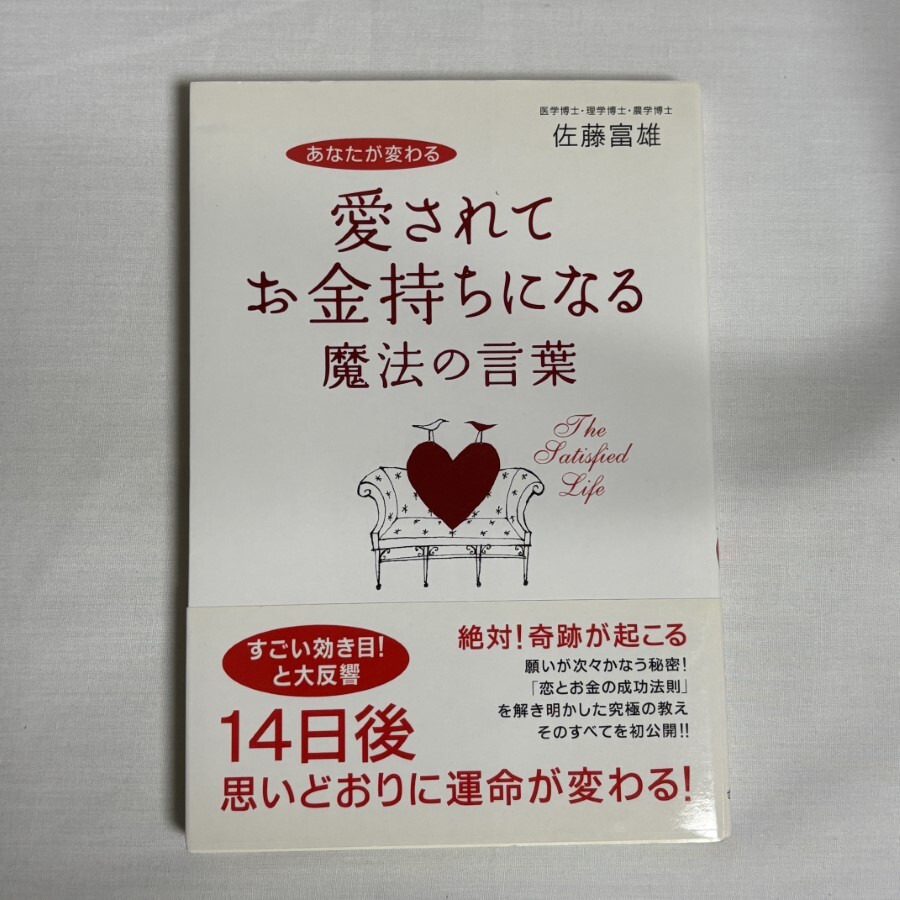 医学博士・理学博士・農学博士
佐藤富雄
あなたが変わる
愛されて
お金持ちになる
魔法の言葉
The
Satisfied
Life
すごい効き目!
と大反響
絶対!奇跡が起こる
願いが次々かなう秘密!
「恋とお金の成功法則」
を解き明かした究極の教え
そのすべてを初公開!!
14日後
思いどおりに運命が変わる!